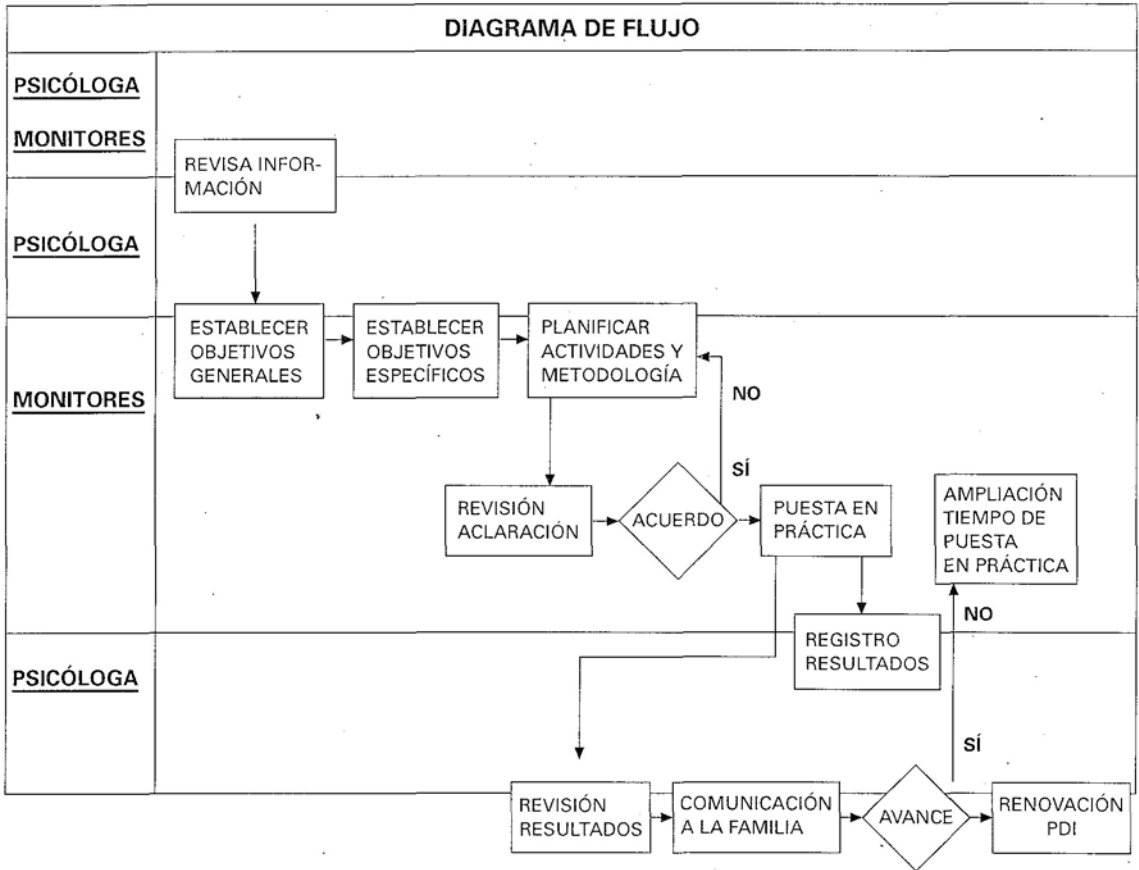 DIAGRAMA DE FLUJO
PSICÓLOGA
MONITORES
REVISA INFOR-
MACIÓN
PSICÓLOGA
ESTABLECER
OBJETIVOS
GENERALES
ESTABLECER
OBJETIVOS
ESPECÍFICOS
PLANIFICAR
ACTIVIDADES Y
METODOLOGÍA
MONITORES
NO
SÍ
REVISIÓN
ACLARACIÓN
ACUERDO
PUESTA EN
PRÁCTICA
AMPLIACIÓN
TIEMPO DE
PUESTA
EN PRÁCTICA
NO
REGISTRO
RESULTADOS
PSICÓLOGA
SÍ
REVISIÓN
RESULTADOS
COMUNICACIÓN
A LA FAMILIA
AVANCE
RENOVACIÓN
PDI